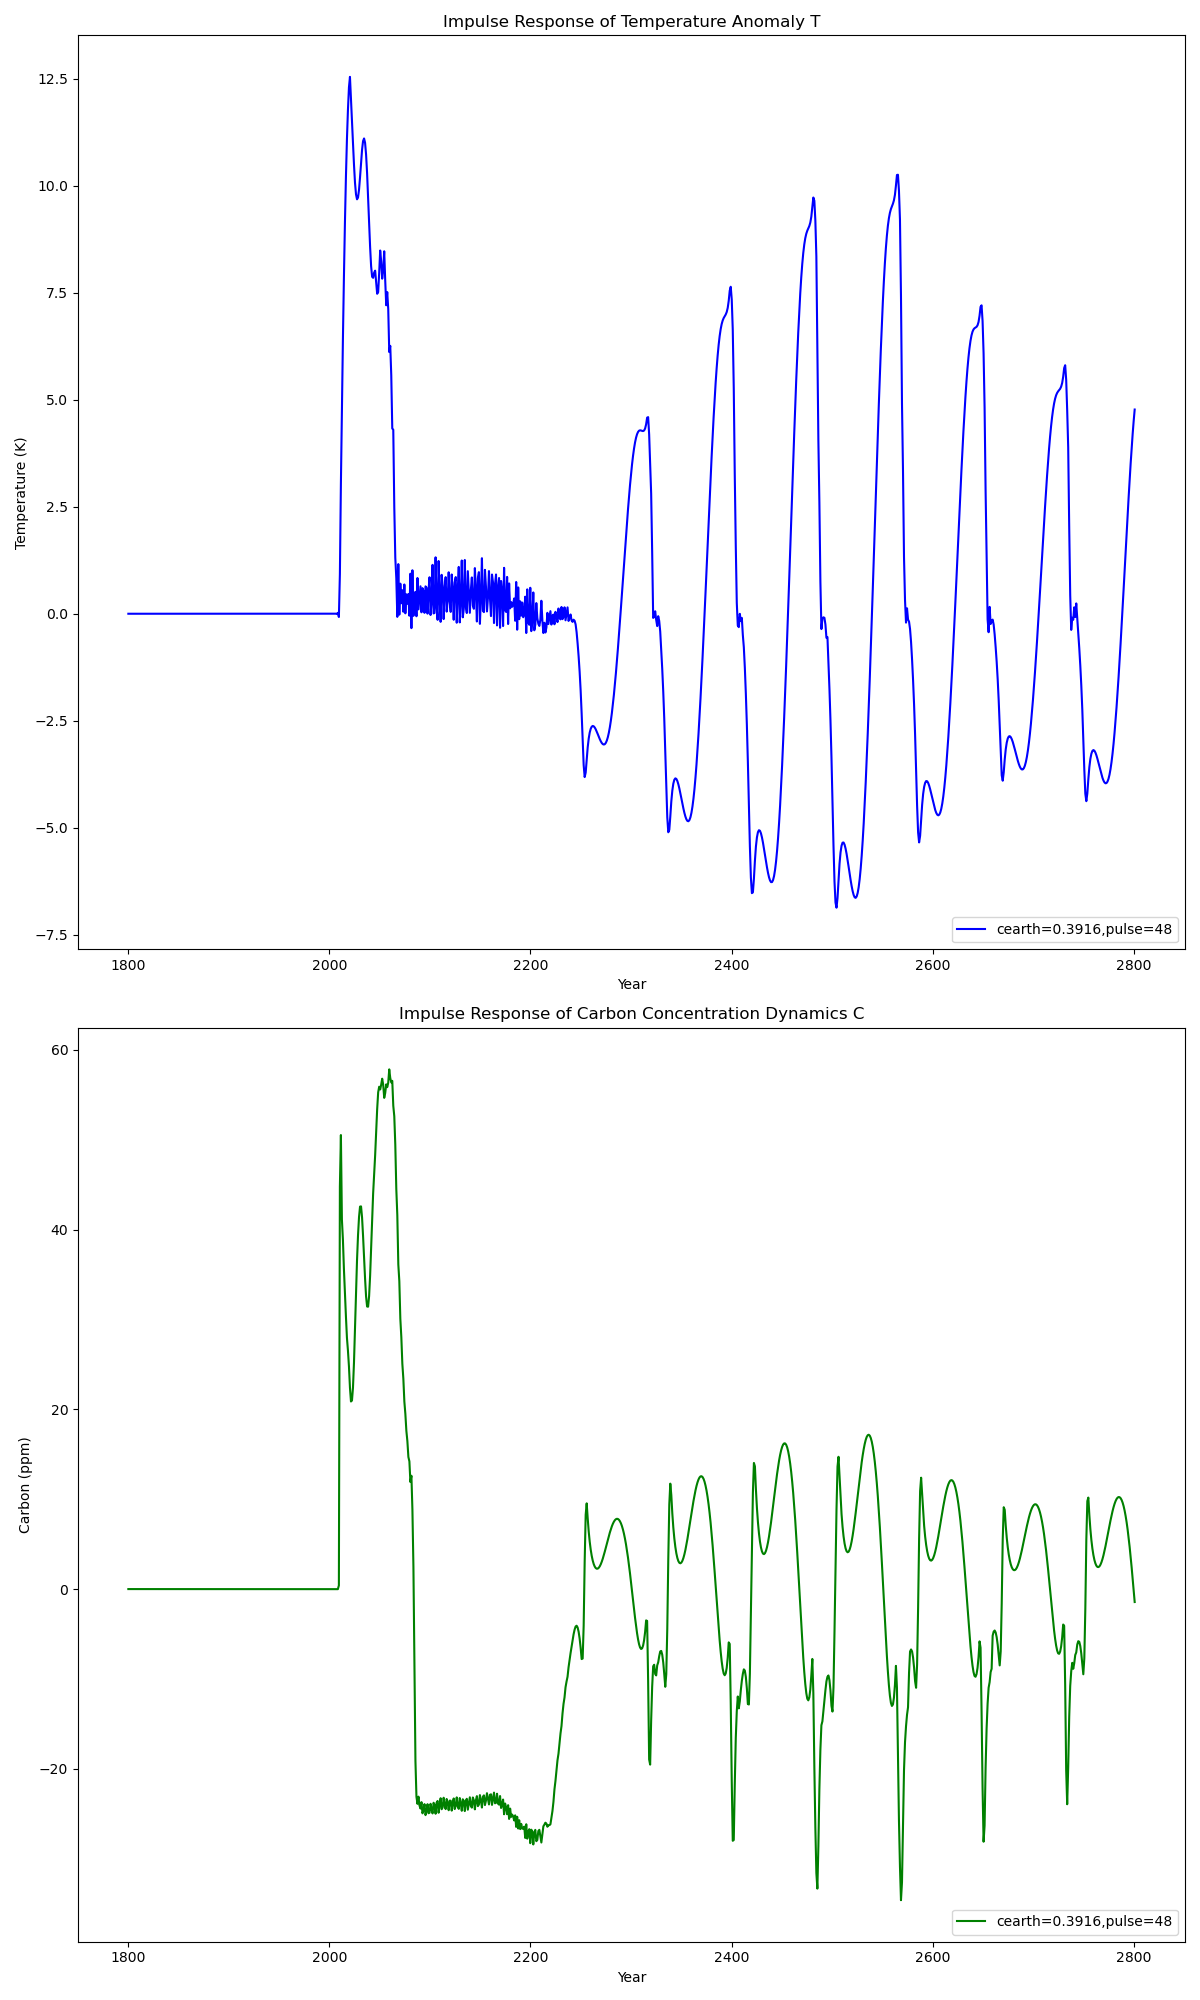 Impulse Response of Temperature Anomaly T
12.5
10.0
7.5
5.0
2.5
0.0
−2.5
−5.0
−7.5
Temperature (K)
cearth=0.3916,pulse=48
1800 2000 2200 2400 2600 2800
Year
Impulse Response of Carbon Concentration Dynamics C
60
40
20
0
−20
Carbon (ppm)
cearth=0.3916,pulse=48
1800 2000 2200 2400 2600 2800
Year